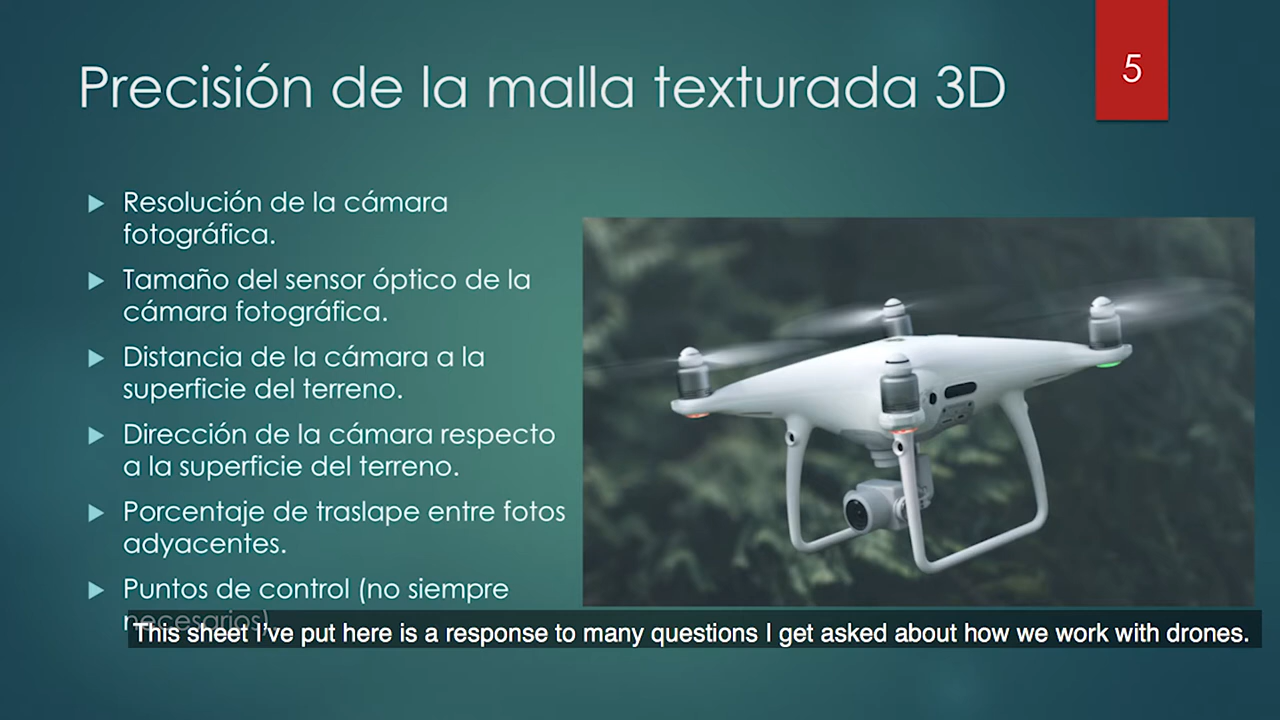 Precisión de la malla texturada 3D
5
Resolución de la cámara
fotográfica.
Tamaño del sensor óptico de la
cámara fotográfica.
Distancia de la cámara a la
superficie del terreno.
Dirección de la cámara respecto
a la superficie del terreno.
Porcentaje de traslape entre fotos
adyacentes.
Puntos de control (no siempre
necesarios)
This sheet I've put here is a response to many questions I get asked about how we work with drones.